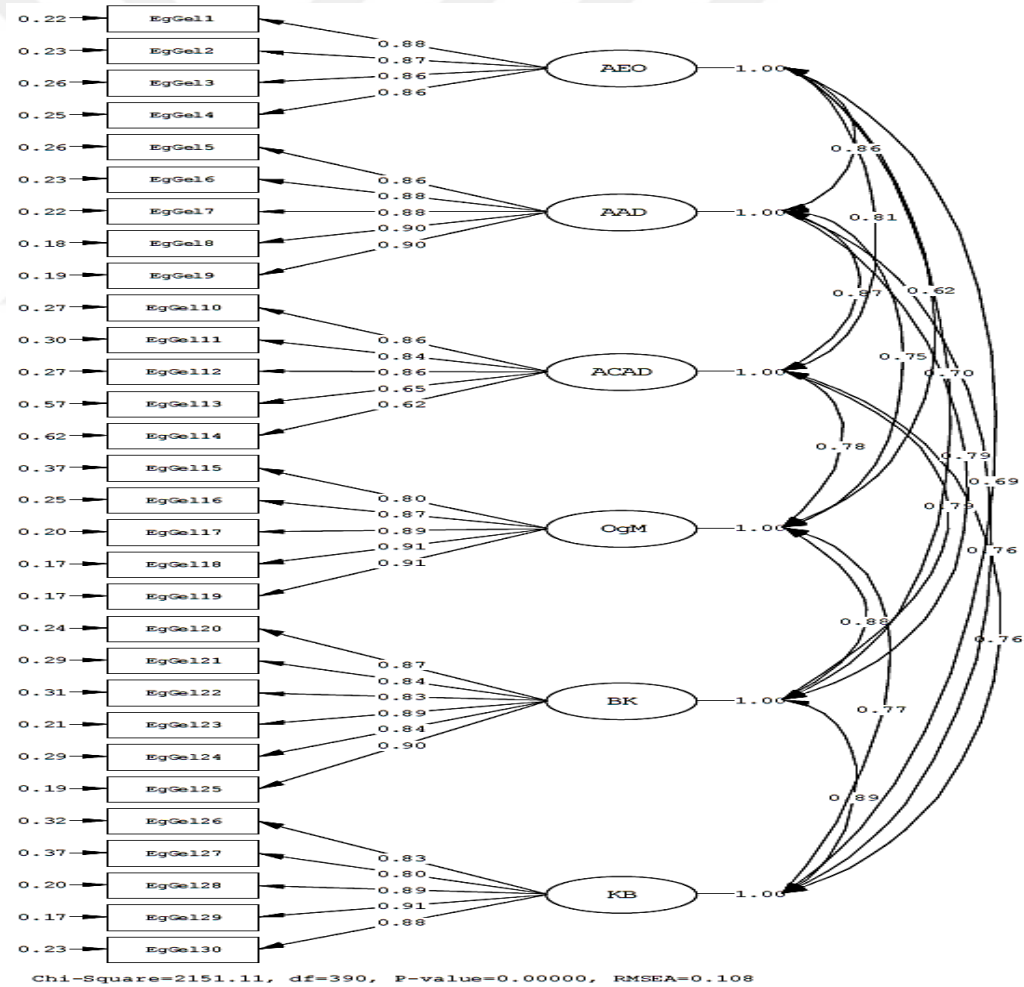 0.22 EgGel1
0.88
0.23 EgGel2
0.87
AEO 1.00
0.26 EgGel3
0.86
0.86
0.25 EgGel4
0.26 EgGel5
0.86
0.86
0.23 EgGel6
0.88
0.22 EgGel7
0.88
AAD 1.00
0.81
0.90
0.18 EgGel8
0.90
0.19 EgGel9
0.87
0.62
0.27 EgGel10
0.30 EgGel11
0.86
0.84
0.75
0.27 EgGel12
0.86
ACAD 1.00
0.70
0.65
0.57 EgGel13
0.62
0.62 EgGel14
0.78
0.79
0.37 EgGel15
0.69
0.80
0.25 EgGel16
0.79
0.87
0.20 EgGel17
0.89
OgM 1.00
0.91
0.76
0.17 EgGel18
0.91
0.17 EgGel19
0.88
0.24 EgGel20
0.76
0.29 EgGel21
0.87
0.84
0.31 EgGel22
0.83
BK 1.00
0.77
0.89
0.21 EgGel23
0.84
0.90
0.29 EgGel24
0.19 EgGel25
0.89
0.32 EgGel26
0.37 EgGel27
0.83
0.80
0.20 EgGel28
0.89
KB 1.00
0.91
0.17 EgGel29
0.88
0.23 EgGel30
Chi-Square=2151.11, df=390, P-value=0.00000, RMSEA=0.108